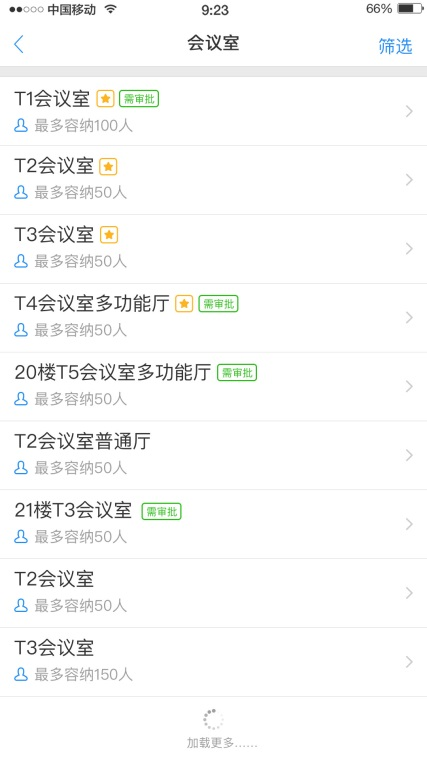 中国移动 9:23 66%
会议室 筛选
T1会议室 需审批
最多容纳100人
T2会议室
最多容纳50人
T3会议室
最多容纳50人
T4会议室多功能厅 需审批
最多容纳50人
20楼T5会议室多功能厅 需审批
最多容纳50人
T2会议室普通厅
最多容纳50人
21楼T3会议室 需审批
最多容纳50人
T2会议室
最多容纳50人
T3会议室
最多容纳150人
加载更多......